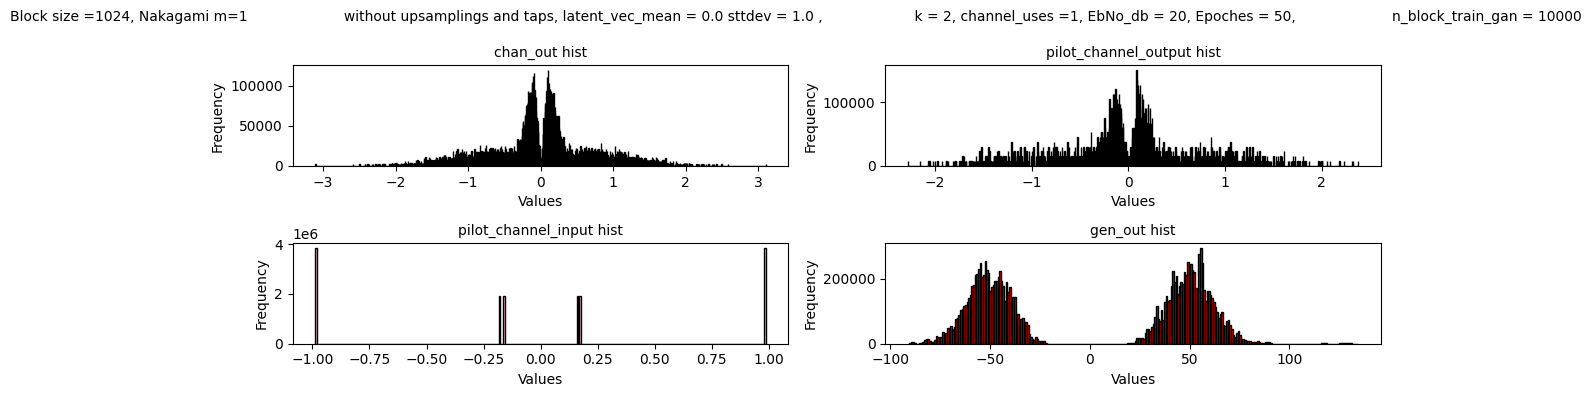 Block size =1024, Nakagami m=1 without upsamplings and taps, latent_vec_mean = 0.0 sttdev = 1.0 , k = 2, channel_uses =1, EbNo_db = 20, Epoches = 50, n_block_train_gan = 10000
chan_out hist
Frequency
100000
50000
0
−3 −2 −1 0 1 2 3
Values
pilot_channel_output hist
Frequency
100000
0
−2 −1 0 1 2
Values
pilot_channel_input hist
1e6
Frequency
4
2
0
−1.00 −0.75 −0.50 −0.25 0.00 0.25 0.50 0.75 1.00
Values
gen_out hist
Frequency
200000
0
−100 −50 0 50 100
Values